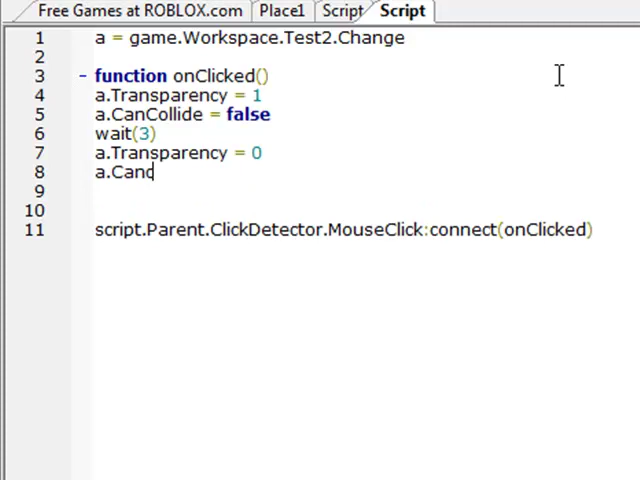 Free Games at ROBLOX.com Place1 Script Script
1 a = game.Workspace.Test2.Change
2
3 - function onClicked()
4 a.Transparency = 1
5 a.CanCollide = false
6 wait(3)
7 a.Transparency = 0
8 a.Canc
9
10
11 script.Parent.ClickDetector.MouseClick:connect(onClicked)